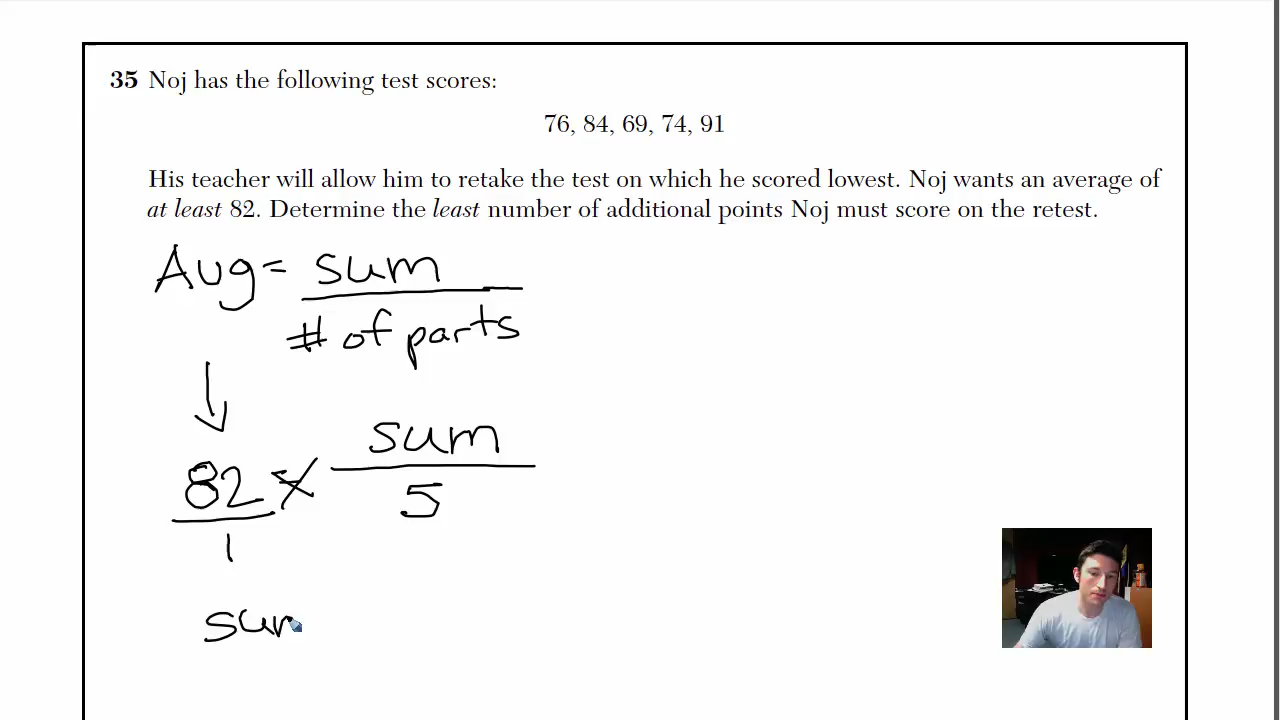 35 Noj has the following test scores:
76, 84, 69, 74, 91
His teacher will allow him to retake the test on which he scored lowest. Noj wants an average of
at least 82. Determine the least number of additional points Noj must score on the retest.
Avg = sum
# of parts
82 = sum
1 5
sum